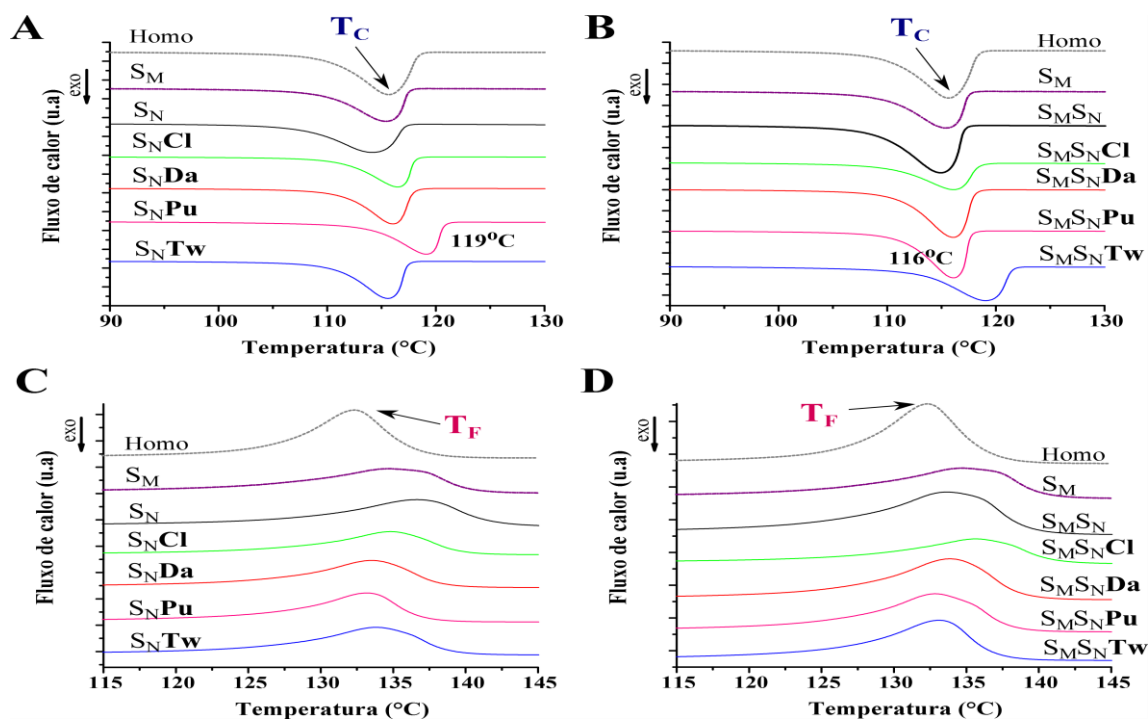 A
T_C
Homo
exo
S_M
S_N
S_NCl
S_NDa
S_NPu
119ºC
S_NTw
Fluxo de calor (u.a)
90 100 110 120 130
Temperatura (°C)
B
T_C
Homo
exo
S_M
S_MS_N
S_MS_NCl
S_MS_NDa
S_MS_NPu
116ºC
S_MS_NTw
Fluxo de calor (u.a)
90 100 110 120 130
Temperatura (°C)
C
T_F
exo
Homo
S_M
S_N
S_NCl
S_NDa
S_NPu
S_NTw
Fluxo de calor (u.a)
115 120 125 130 135 140 145
Temperatura (°C)
D
T_F
exo
Homo
S_M
S_MS_N
S_MS_NCl
S_MS_NDa
S_MS_NPu
S_MS_NTw
Fluxo de calor (u.a)
115 120 125 130 135 140 145
Temperatura (°C)